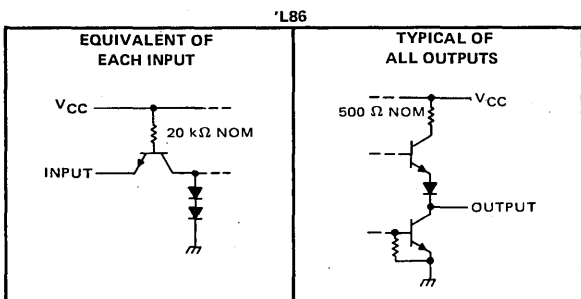 'L86
EQUIVALENT OF
EACH INPUT
VCC
20 kΩ NOM
INPUT
TYPICAL OF
ALL OUTPUTS
VCC
500 Ω NOM
OUTPUT